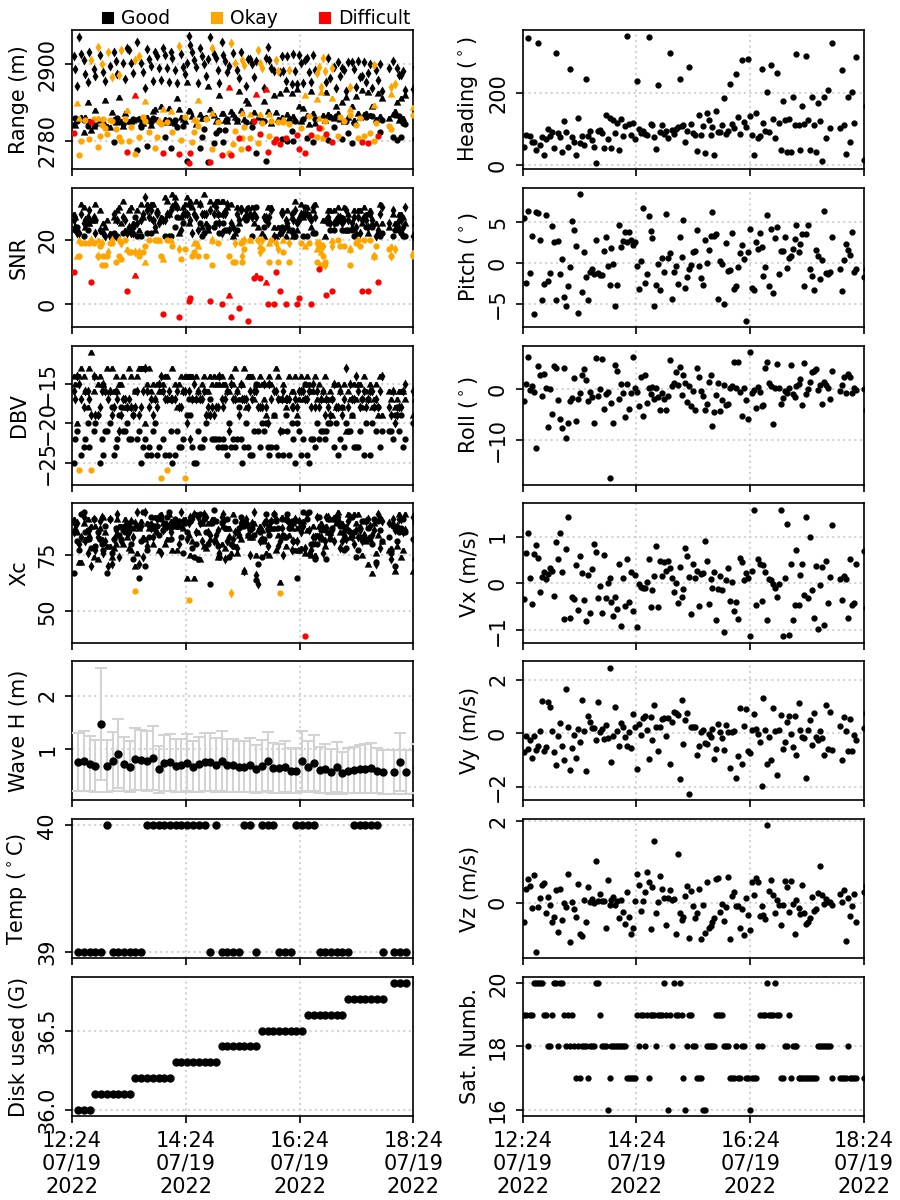 Good Okay Difficult
Range (m)
2900
2780
Heading (°)
200
0
SNR
20
0
Pitch (°)
5
0
−5
DBV
−15
−20
−25
Roll (°)
0
−10
Xc
75
50
Vx (m/s)
1
0
−1
Wave H (m)
2
1
Vy (m/s)
2
0
−2
Temp (°C)
40
39
Vz (m/s)
2
0
Disk used (G)
36.5
36.0
Sat. Numb.
20
18
16
12:24 14:24 16:24 18:24
07/19 07/19 07/19 07/19
2022 2022 2022 2022
12:24 14:24 16:24 18:24
07/19 07/19 07/19 07/19
2022 2022 2022 2022